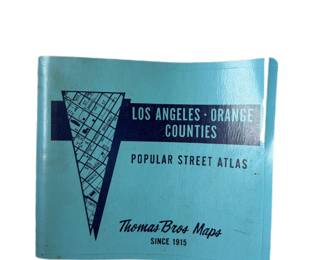 LOS ANGELES · ORANGE
COUNTIES
POPULAR STREET ATLAS
Thomas Bros Maps
SINCE 1915